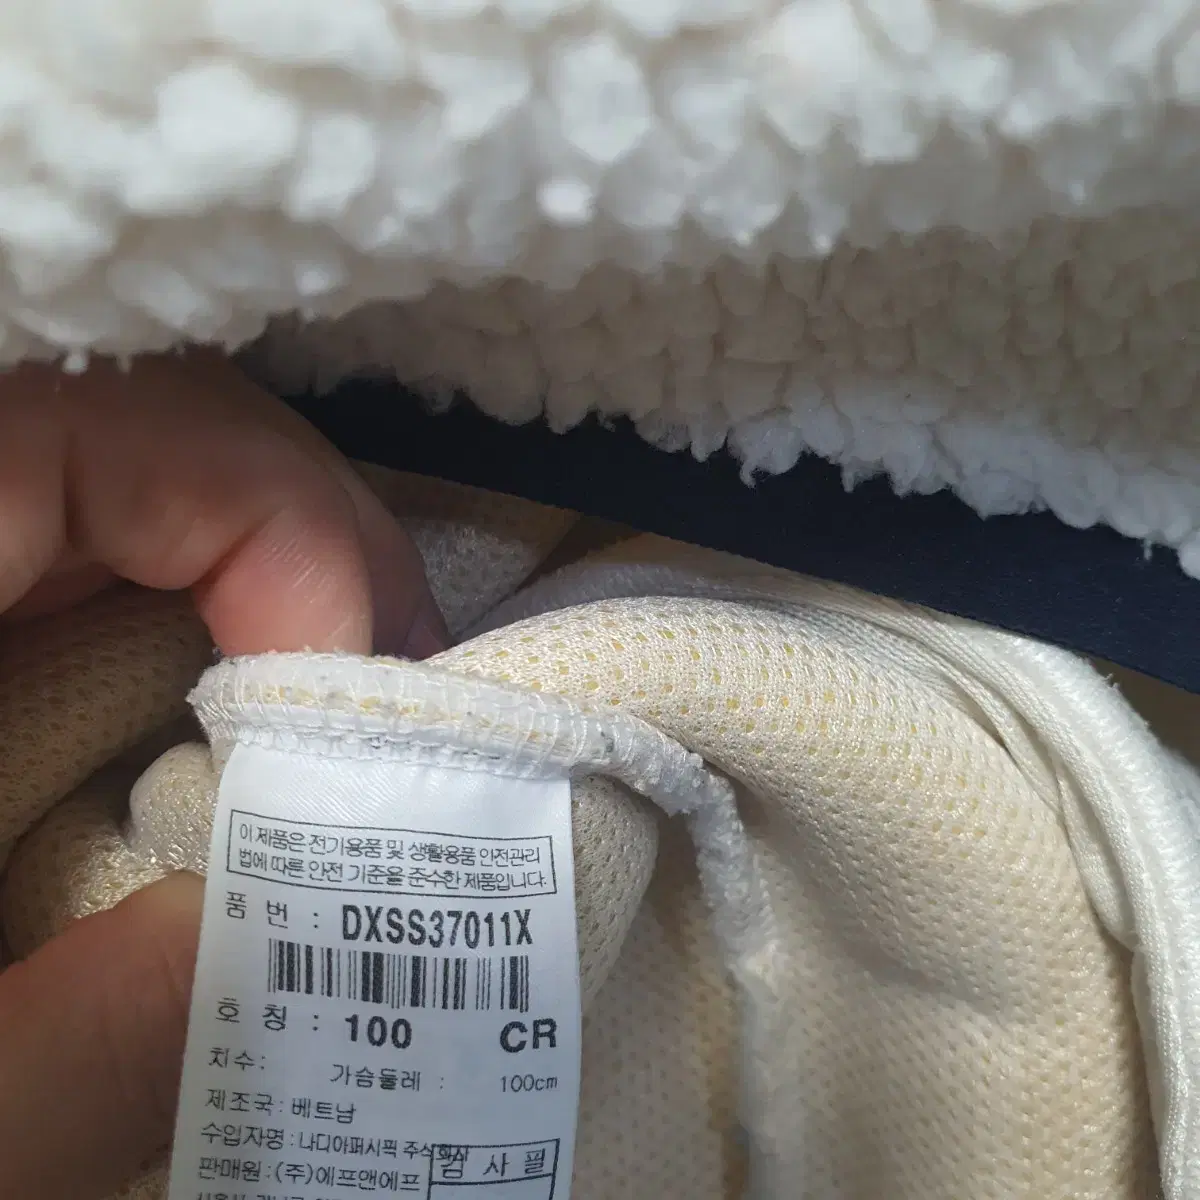 이 제품은 전기용품 및 생활용품 안전관리
법에 따른 안전 기준을 준수한 제품입니다.
품 번 : DXSS37011X
호 칭 : 100 CR
치수: 가슴둘레 : 100cm
제조국: 베트남
수입자명 : 나디아퍼시픽 주식회사
검 사 필
판매원 : (주)에프앤에프